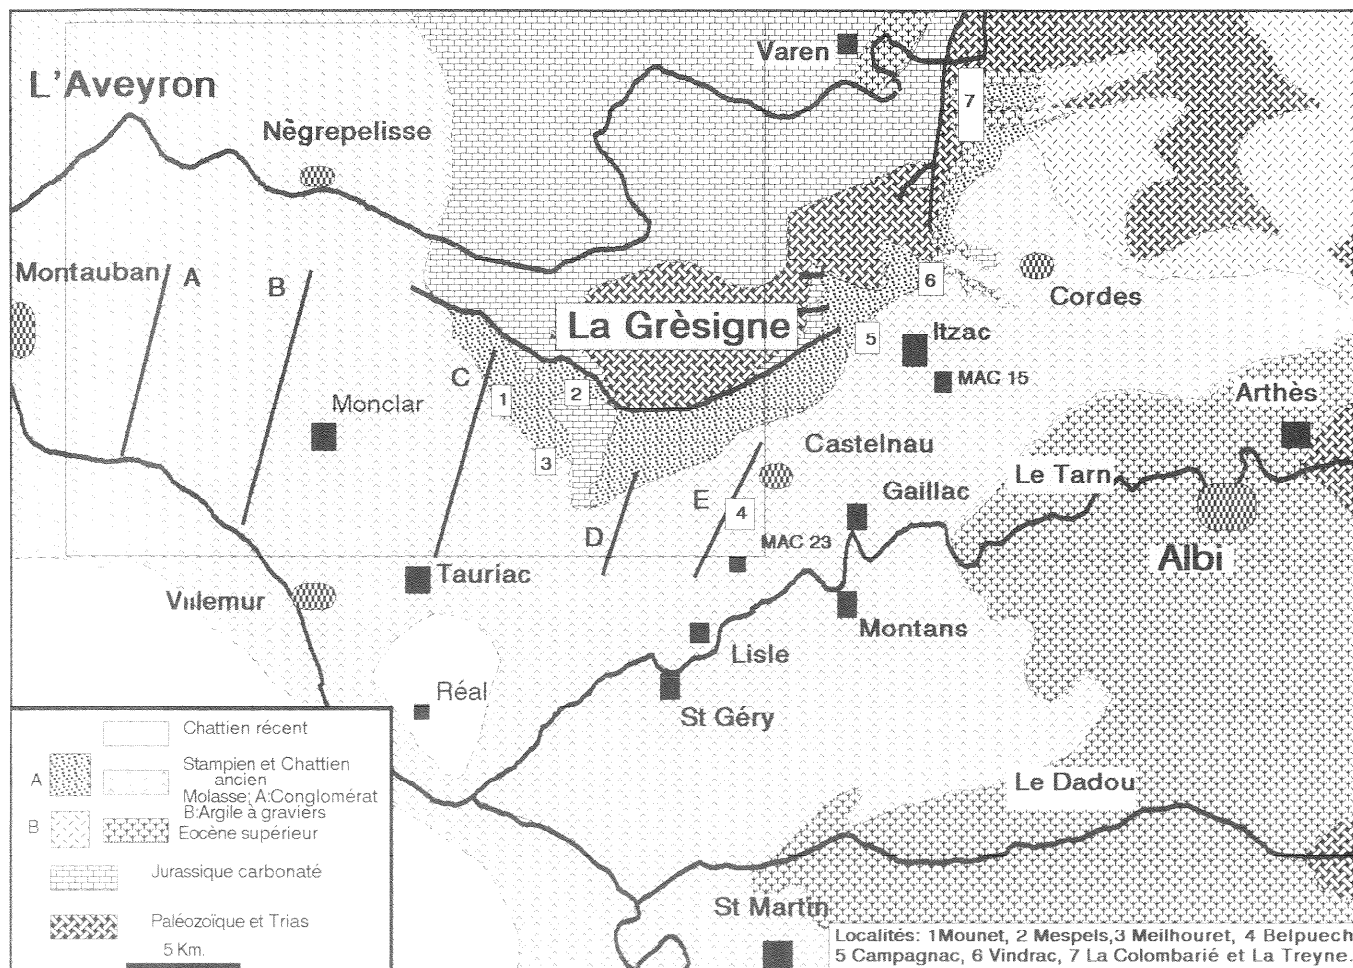 Varen
7
L'Aveyron
Nègrepelisse
Montauban
A
B
6
Cordes
La Grèsigne
5
Itzac
C
1
2
MAC 15
Monclar
Arthès
3
Castelnau
Le Tarn
E
4
Gaillac
D
MAC 23
Albi
Tauriac
Villemur
Montans
Lisle
Réal
St Géry
Le Dadou
St Martin
Chattien récent
A
Stampien et Chattien
ancien
Molasse: A:Conglomérat
B:Argile à graviers
B
Eocène supérieur
Jurassique carbonaté
Paléozoïque et Trias
5 Km.
Localités: 1Mounet, 2 Mespels,3 Meilhouret, 4 Belpuech
5 Campagnac, 6 Vindrac, 7 La Colombarié et La Treyne.